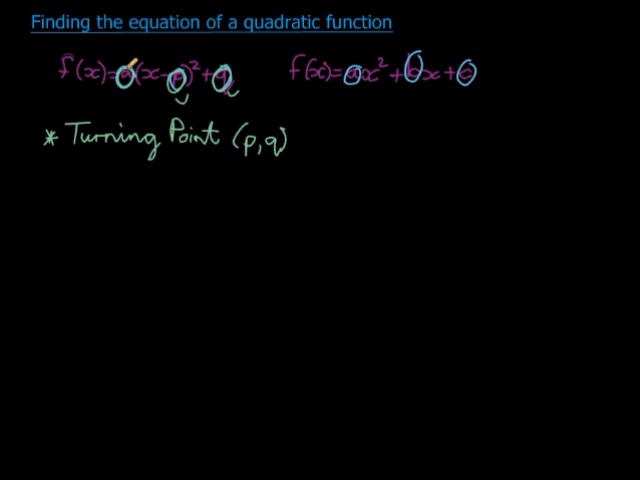 Finding the equation of a quadratic function
f(x)=a(x-p)²+q f(x)=ax²+bx+c
* Turning Point (p,q)